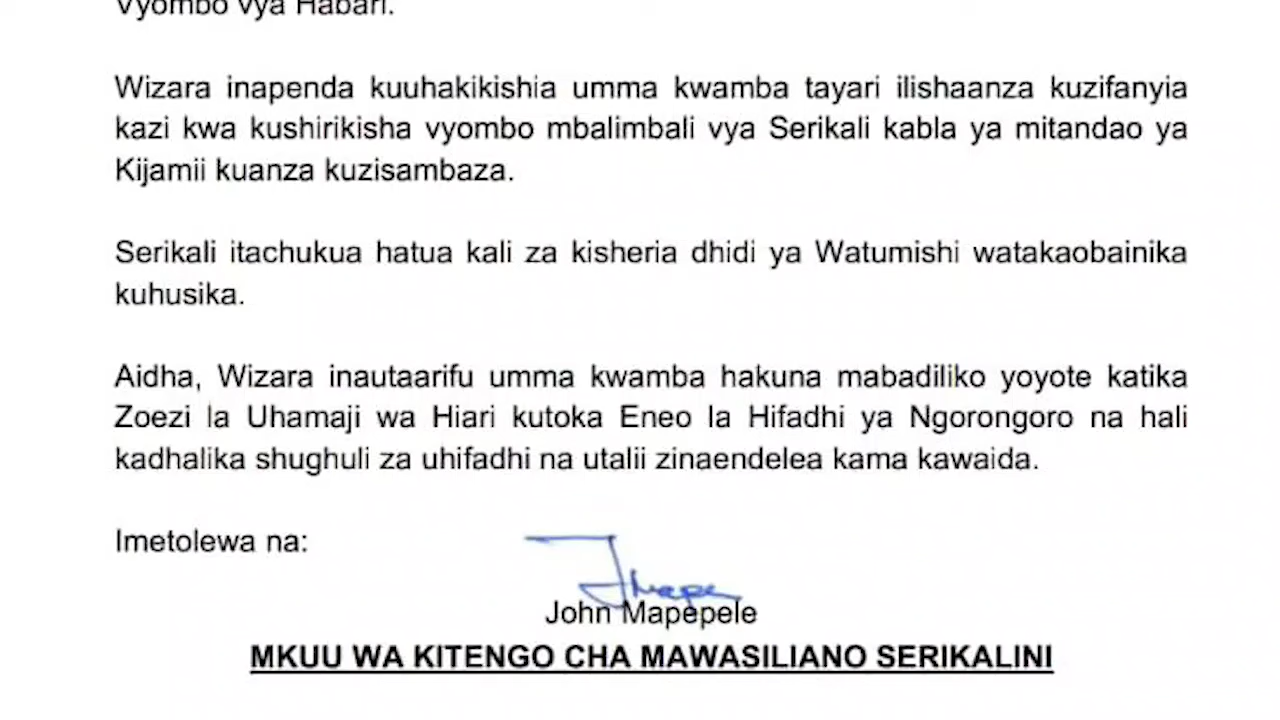 Vyombo vya Habari.
Wizara inapenda kuuhakikishia umma kwamba tayari ilishaanza kuzifanyia
kazi kwa kushirikisha vyombo mbalimbali vya Serikali kabla ya mitandao ya
Kijamii kuanza kuzisambaza.
Serikali itachukua hatua kali za kisheria dhidi ya Watumishi watakaobainika
kuhusika.
Aidha, Wizara inautaarifu umma kwamba hakuna mabadiliko yoyote katika
Zoezi la Uhamaji wa Hiari kutoka Eneo la Hifadhi ya Ngorongoro na hali
kadhalika shughuli za uhifadhi na utalii zinaendelea kama kawaida.
Imetolewa na:
John Mapepele
MKUU WA KITENGO CHA MAWASILIANO SERIKALINI